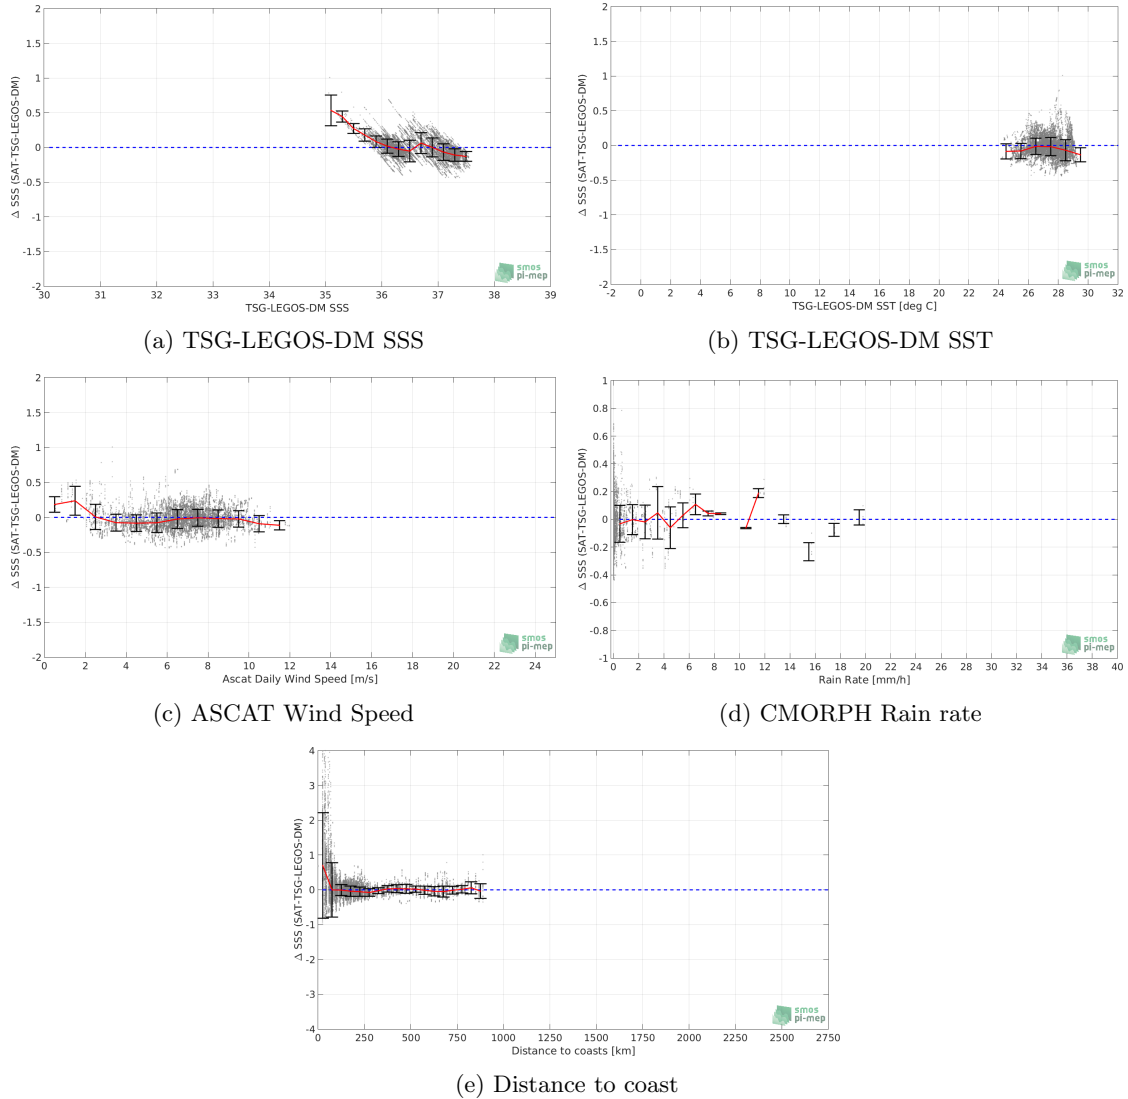 Δ SSS (SAT-TSG-LEGOS-DM)
2
1.5
1
0.5
0
-0.5
-1
-1.5
-2
30 31 32 33 34 35 36 37 38 39
TSG-LEGOS-DM SSS
smos
pi-mep
(a) TSG-LEGOS-DM SSS
Δ SSS (SAT-TSG-LEGOS-DM)
2
1.5
1
0.5
0
-0.5
-1
-1.5
-2
-2 0 2 4 6 8 10 12 14 16 18 20 22 24 26 28 30 32
TSG-LEGOS-DM SST [deg C]
smos
pi-mep
(b) TSG-LEGOS-DM SST
Δ SSS (SAT-TSG-LEGOS-DM)
2
1.5
1
0.5
0
-0.5
-1
-1.5
-2
0 2 4 6 8 10 12 14 16 18 20 22 24
Ascat Daily Wind Speed [m/s]
smos
pi-mep
(c) ASCAT Wind Speed
Δ SSS (SAT-TSG-LEGOS-DM)
1
0.8
0.6
0.4
0.2
0
-0.2
-0.4
-0.6
-0.8
-1
0 2 4 6 8 10 12 14 16 18 20 22 24 26 28 30 32 34 36 38 40
Rain Rate [mm/h]
smos
pi-mep
(d) CMORPH Rain rate
Δ SSS (SAT-TSG-LEGOS-DM)
4
3
2
1
0
-1
-2
-3
-4
0 250 500 750 1000 1250 1500 1750 2000 2250 2500 2750
Distance to coasts [km]
smos
pi-mep
(e) Distance to coast